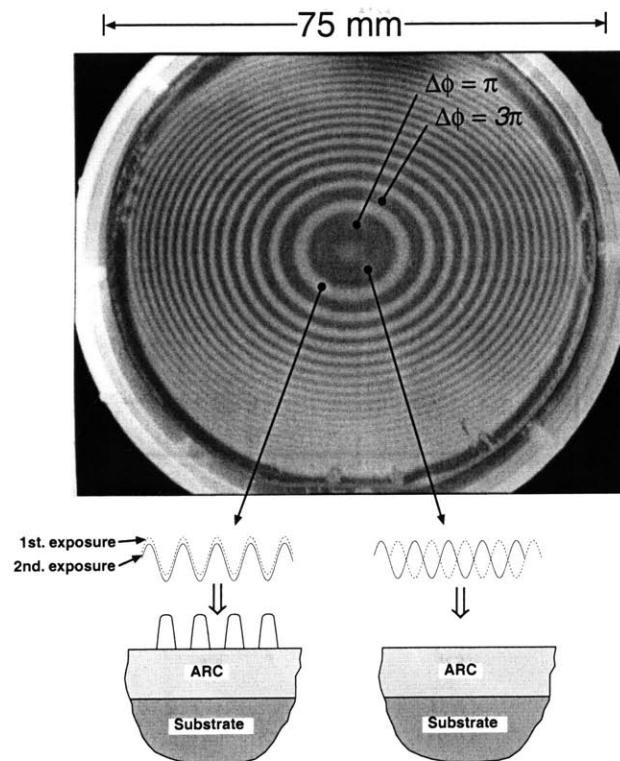 75 mm
Δϕ = π
Δϕ = 3π
1st. exposure
2nd. exposure
ARC
Substrate
ARC
Substrate